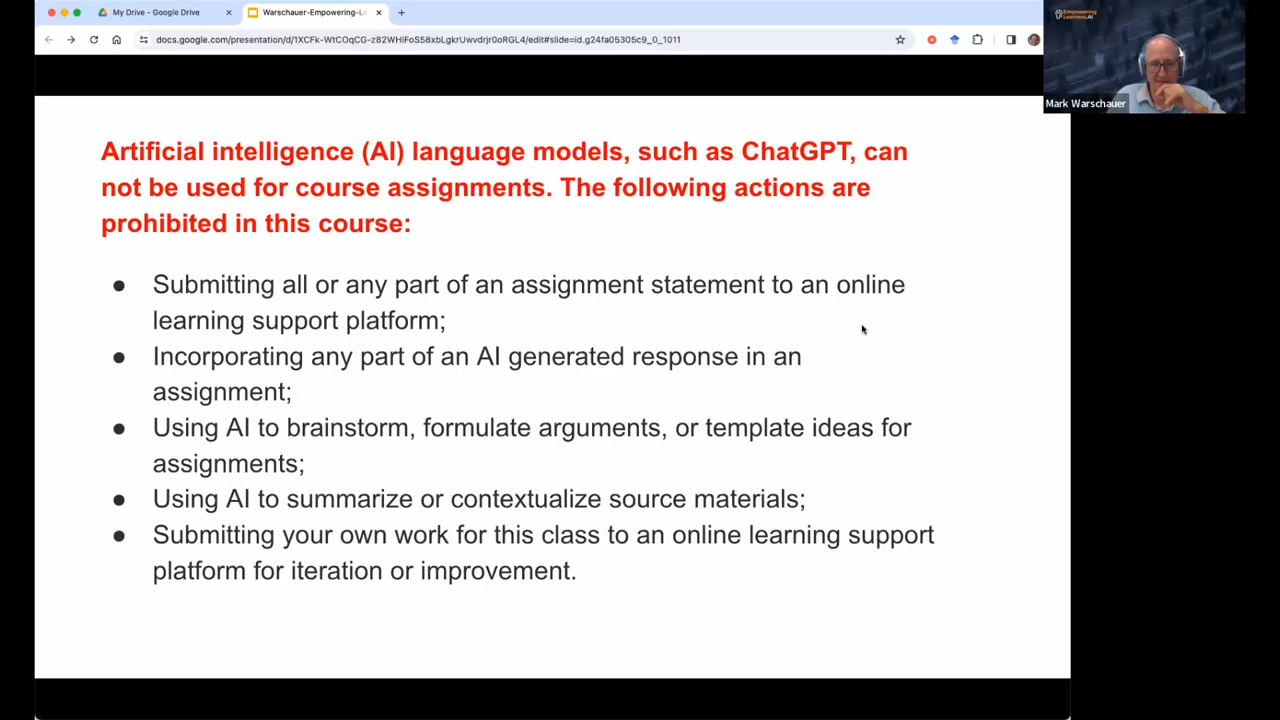 My Drive - Google Drive
Warschauer-Empowering-Le
docs.google.com/presentation/d/1XCFk-WtCOqCG-z82WHiFoS58xbLgkrUwvdrjr0oRGL4/edit#slide=id.g24fa05305c9_0_1011
Empowering
Learners.AI
Mark Warschauer
Artificial intelligence (AI) language models, such as ChatGPT, can
not be used for course assignments. The following actions are
prohibited in this course:
● Submitting all or any part of an assignment statement to an online
learning support platform;
● Incorporating any part of an AI generated response in an
assignment;
● Using AI to brainstorm, formulate arguments, or template ideas for
assignments;
● Using AI to summarize or contextualize source materials;
● Submitting your own work for this class to an online learning support
platform for iteration or improvement.